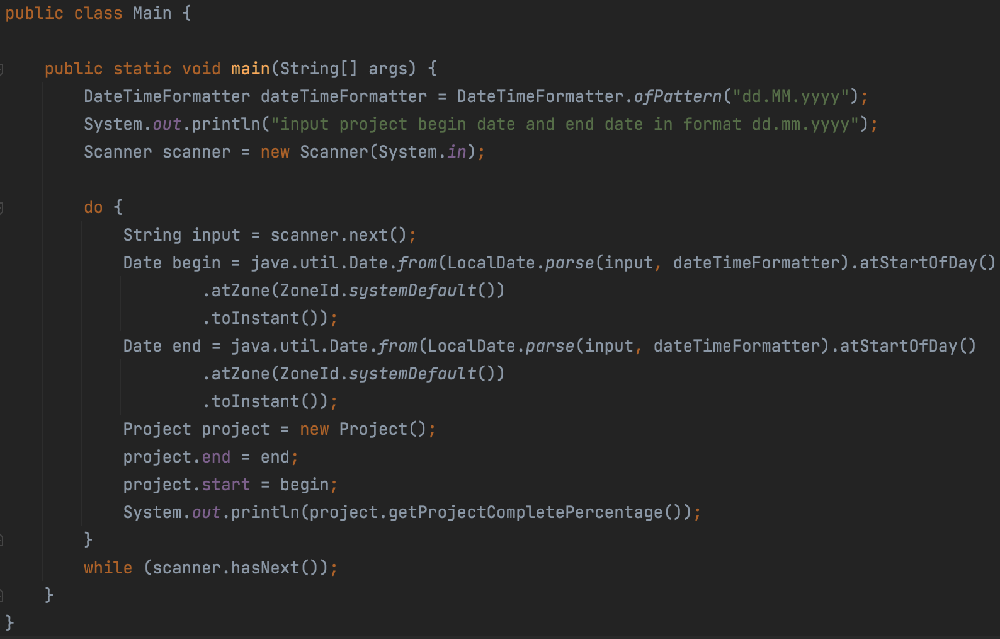 public class Main {
public static void main(String[] args) {
DateTimeFormatter dateTimeFormatter = DateTimeFormatter.ofPattern("dd.MM.yyyy");
System.out.println("input project begin date and end date in format dd.mm.yyyy");
Scanner scanner = new Scanner(System.in);
do {
String input = scanner.next();
Date begin = java.util.Date.from(LocalDate.parse(input, dateTimeFormatter).atStartOfDay()
.atZone(ZoneId.systemDefault())
.toInstant());
Date end = java.util.Date.from(LocalDate.parse(input, dateTimeFormatter).atStartOfDay()
.atZone(ZoneId.systemDefault())
.toInstant());
Project project = new Project();
project.end = end;
project.start = begin;
System.out.println(project.getProjectCompletePercentage());
}
while (scanner.hasNext());
}
}